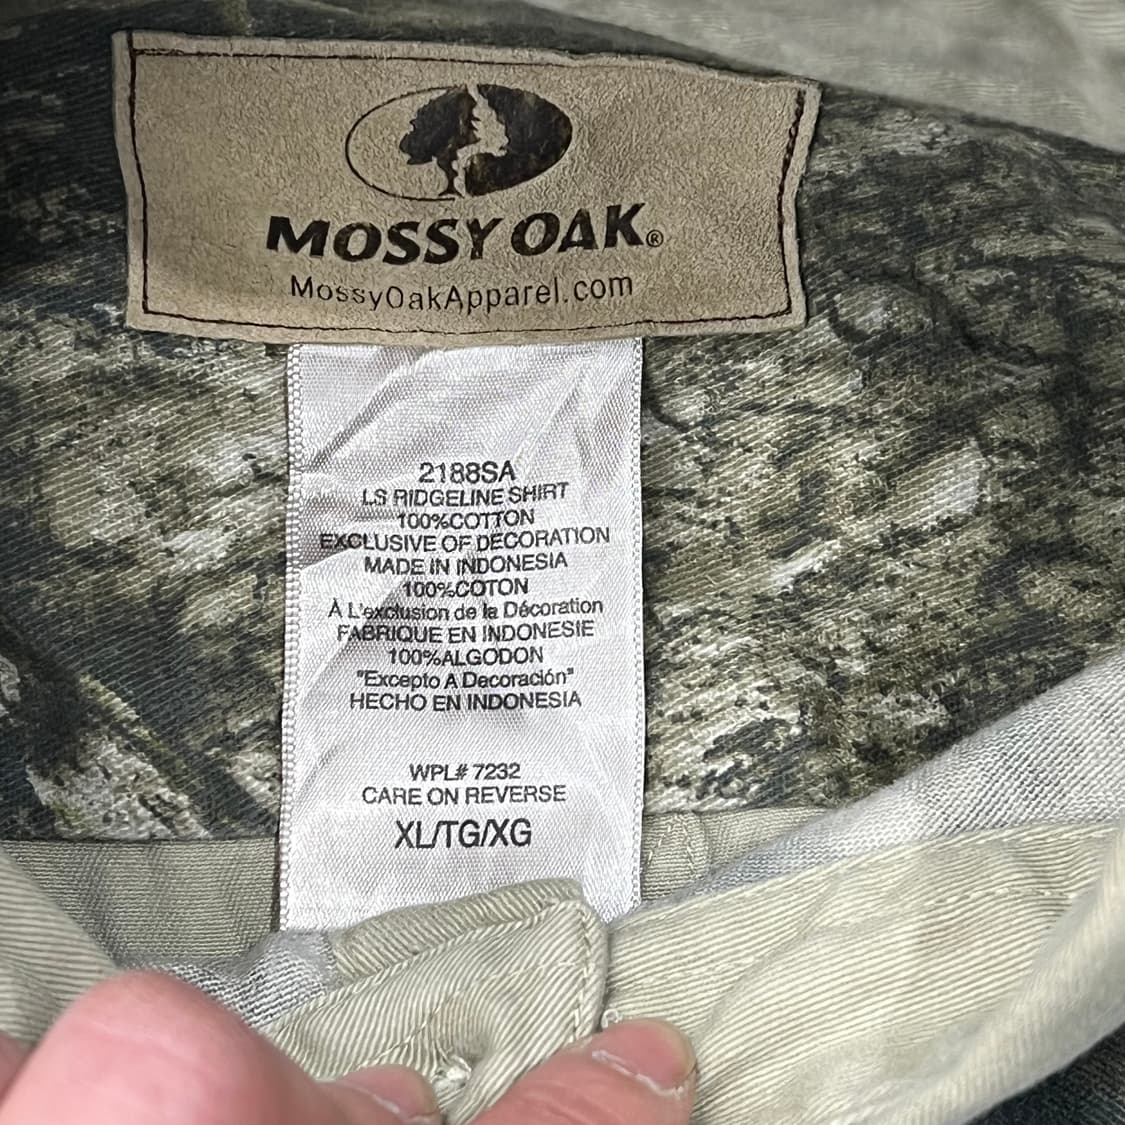 MOSSY OAK®
MossyOakApparel.com
2188SA
LS RIDGELINE SHIRT
100%COTTON
EXCLUSIVE OF DECORATION
MADE IN INDONESIA
100%COTON
À L'exclusion de la Décoration
FABRIQUE EN INDONESIE
100%ALGODON
"Excepto A Decoración"
HECHO EN INDONESIA
WPL# 7232
CARE ON REVERSE
XL/TG/XG